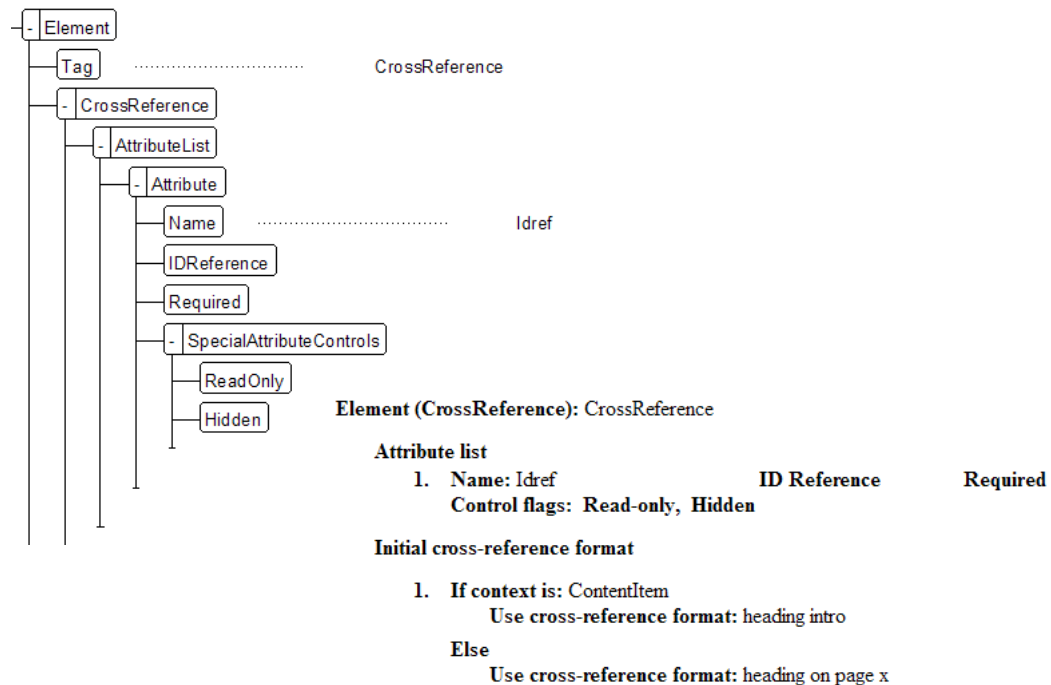 - Element
Tag ............................ CrossReference
- CrossReference
- AttributeList
- Attribute
Name ................................ Idref
IDReference
Required
- SpecialAttributeControls
ReadOnly
Hidden
Element (CrossReference): CrossReference
Attribute list
1. Name: Idref ID Reference Required
Control flags: Read-only, Hidden
Initial cross-reference format
1. If context is: ContentItem
Use cross-reference format: heading intro
Else
Use cross-reference format: heading on page x